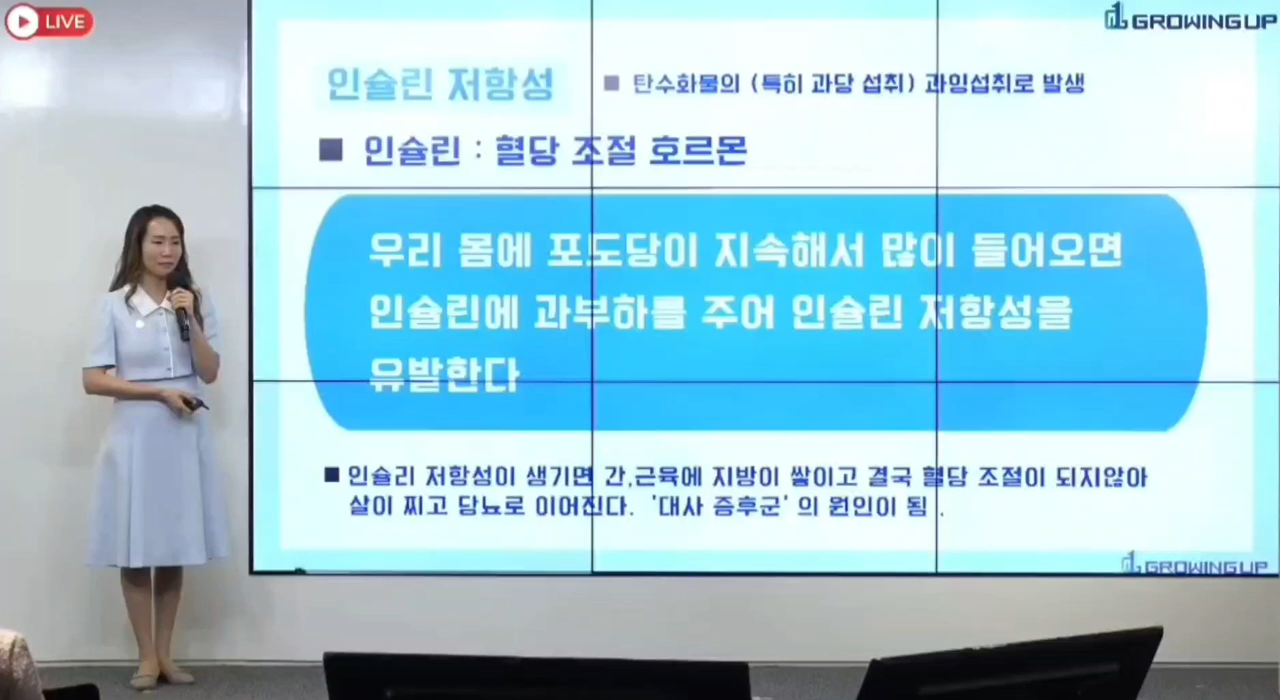 LIVE
GROWING UP
인슐린 저항성
■ 탄수화물의 (특히 과당 섭취) 과잉섭취로 발생
■ 인슐린 : 혈당 조절 호르몬
우리 몸에 포도당이 지속해서 많이 들어오면
인슐린에 과부하를 주어 인슐린 저항성을
유발한다
■ 인슐리 저항성이 생기면 간,근육에 지방이 쌓이고 결국 혈당 조절이 되지않아
살이 찌고 당뇨로 이어진다. '대사 증후군' 의 원인이 됨 .
GROWING UP